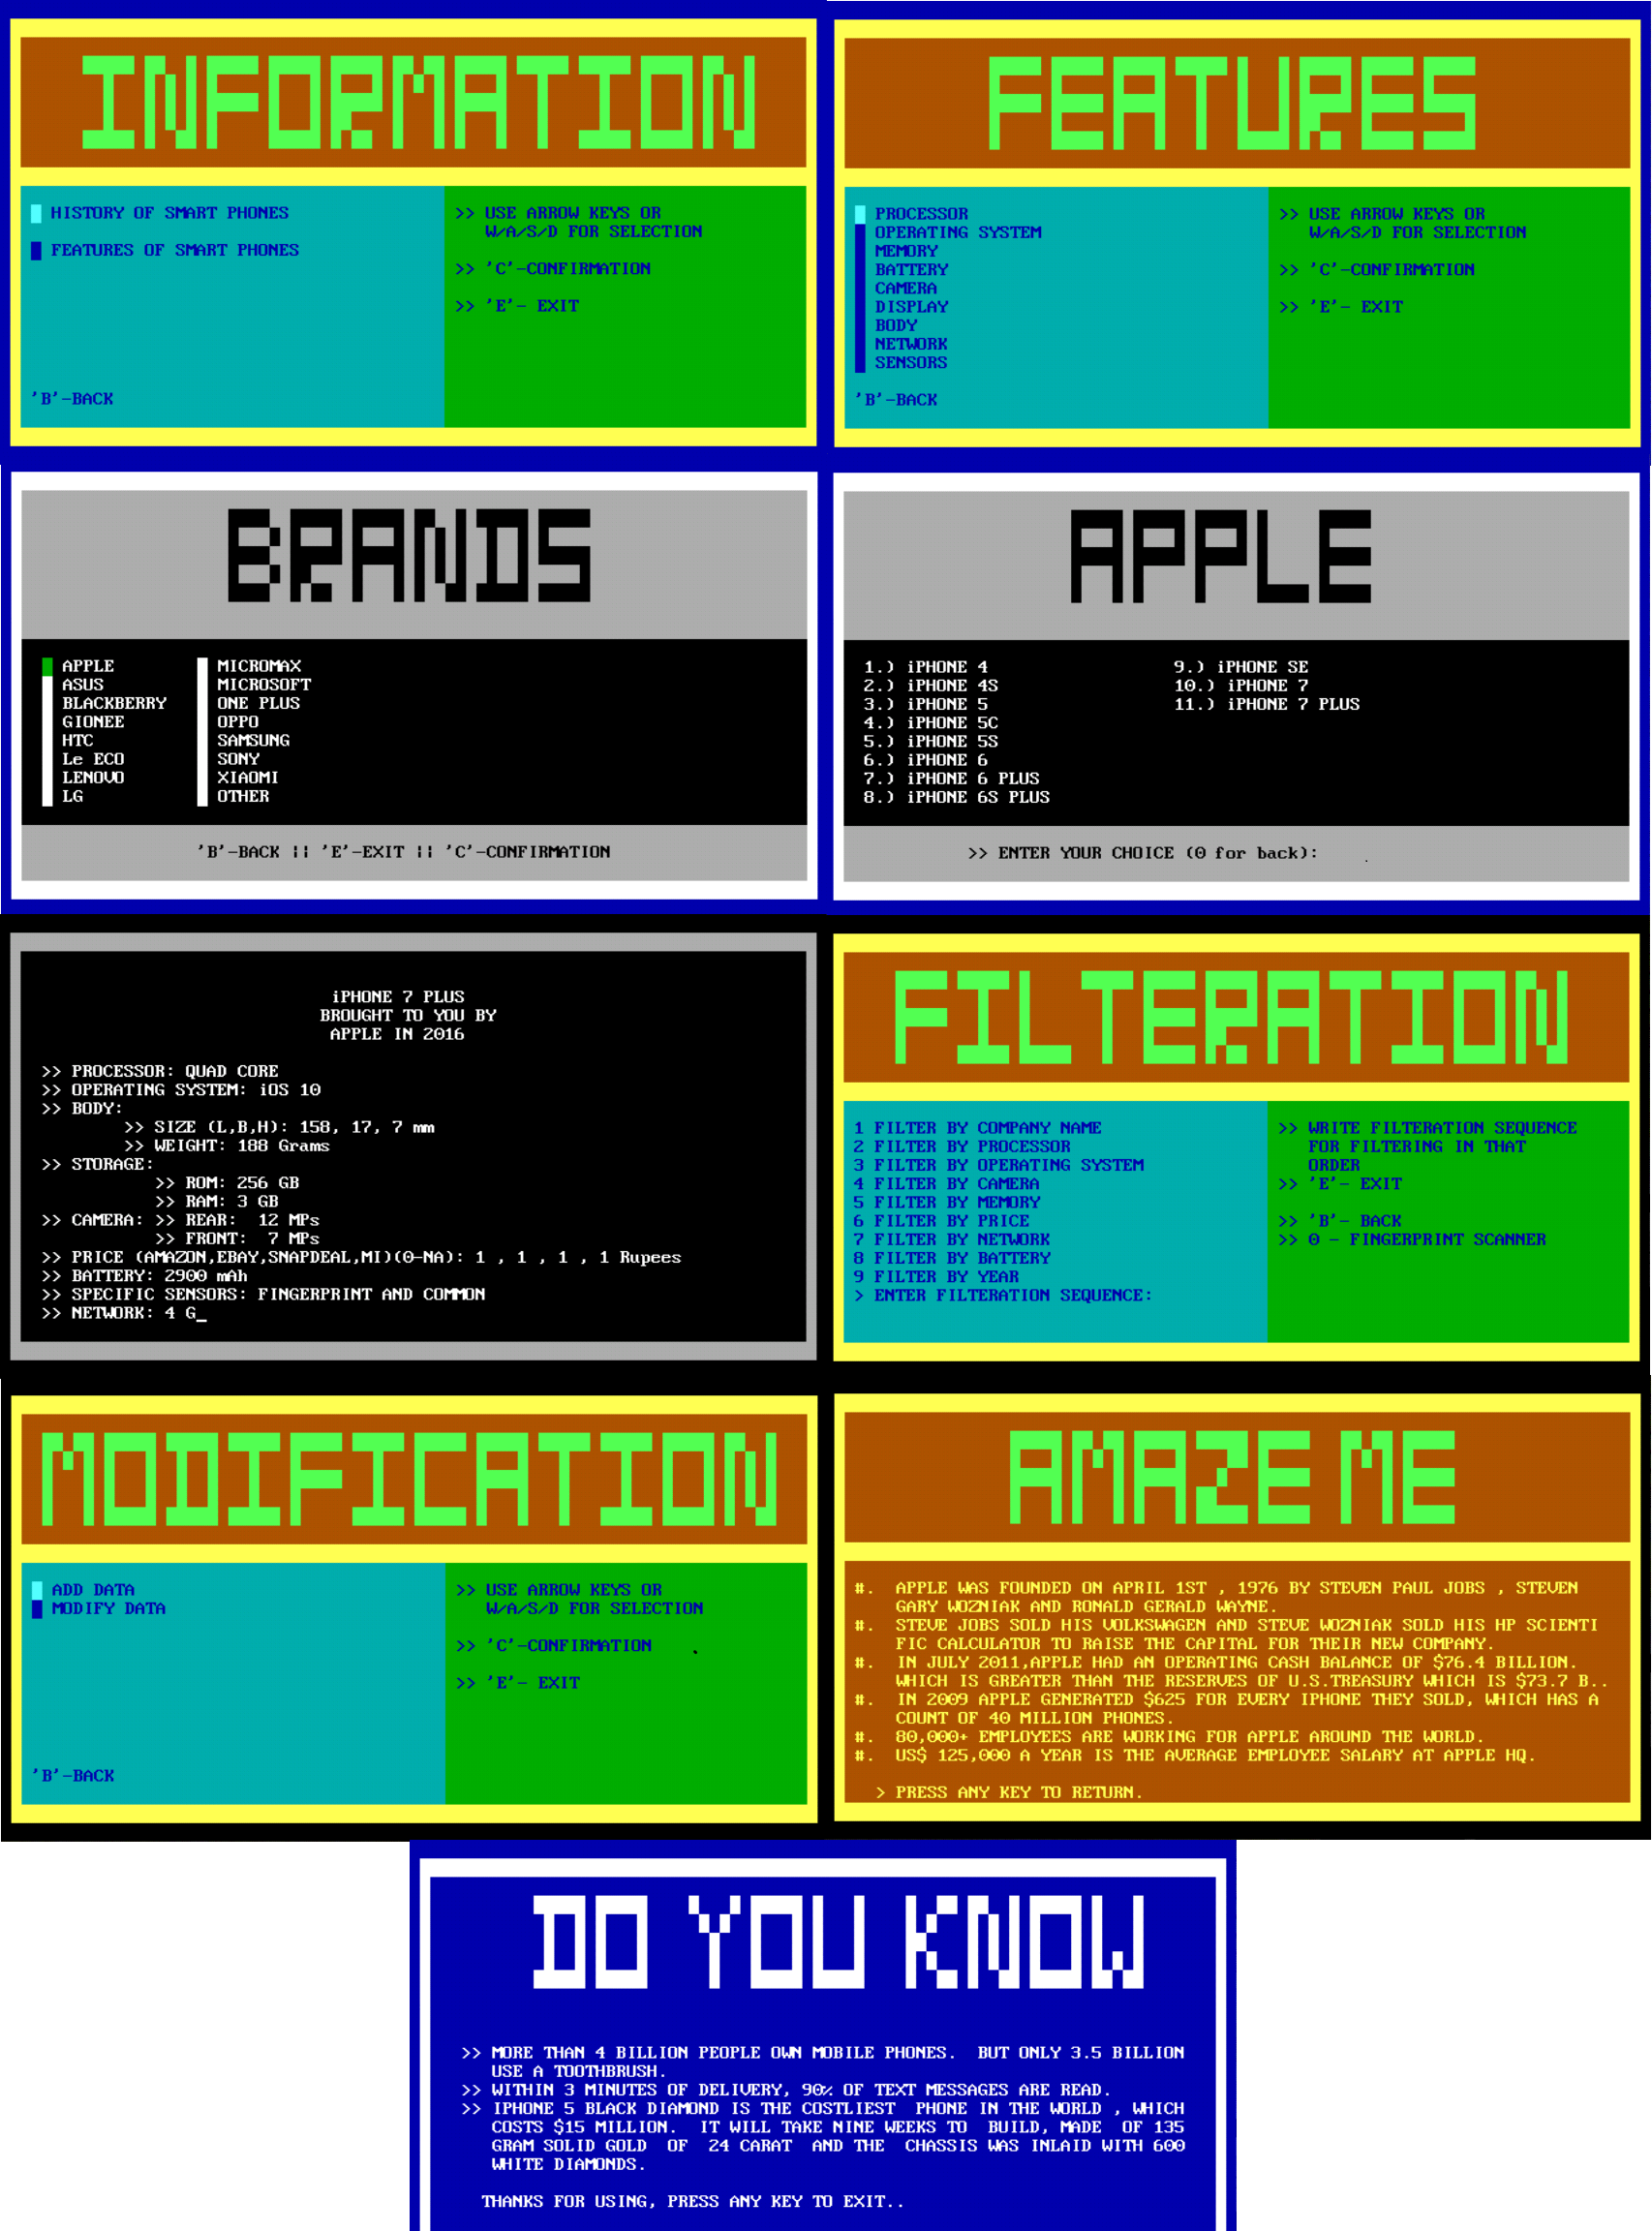 INFORMATION
HISTORY OF SMART PHONES
FEATURES OF SMART PHONES
'B'-BACK
>> USE ARROW KEYS OR
W/A/S/D FOR SELECTION
>> 'C'-CONFIRMATION
>> 'E'- EXIT
FEATURES
PROCESSOR
OPERATING SYSTEM
MEMORY
BATTERY
CAMERA
DISPLAY
BODY
NETWORK
SENSORS
'B'-BACK
>> USE ARROW KEYS OR
W/A/S/D FOR SELECTION
>> 'C'-CONFIRMATION
>> 'E'- EXIT
BRANDS
APPLE
ASUS
BLACKBERRY
GIONEE
HTC
Le ECO
LENOVO
LG
MICROMAX
MICROSOFT
ONE PLUS
OPPO
SAMSUNG
SONY
XIAOMI
OTHER
'B'-BACK || 'E'-EXIT || 'C'-CONFIRMATION
APPLE
1.) iPHONE 4
2.) iPHONE 4S
3.) iPHONE 5
4.) iPHONE 5C
5.) iPHONE 5S
6.) iPHONE 6
7.) iPHONE 6 PLUS
8.) iPHONE 6S PLUS
9.) iPHONE SE
10.) iPHONE 7
11.) iPHONE 7 PLUS
>> ENTER YOUR CHOICE (0 for back):
iPHONE 7 PLUS
BROUGHT TO YOU BY
APPLE IN 2016
>> PROCESSOR: QUAD CORE
>> OPERATING SYSTEM: iOS 10
>> BODY:
>> SIZE (L,B,H): 158, 17, 7 mm
>> WEIGHT: 188 Grams
>> STORAGE:
>> ROM: 256 GB
>> RAM: 3 GB
>> CAMERA: >> REAR: 12 MPs
>> FRONT: 7 MPs
>> PRICE (AMAZON,EBAY,SNAPDEAL,MI)(0-NA): 1 , 1 , 1 , 1 Rupees
>> BATTERY: 2900 mAh
>> SPECIFIC SENSORS: FINGERPRINT AND COMMON
>> NETWORK: 4 G_
FILTERATION
1 FILTER BY COMPANY NAME
2 FILTER BY PROCESSOR
3 FILTER BY OPERATING SYSTEM
4 FILTER BY CAMERA
5 FILTER BY MEMORY
6 FILTER BY PRICE
7 FILTER BY NETWORK
8 FILTER BY BATTERY
9 FILTER BY YEAR
> ENTER FILTERATION SEQUENCE:
>> WRITE FILTERATION SEQUENCE
FOR FILTERING IN THAT
ORDER
>> 'E'- EXIT
>> 'B'- BACK
>> 0 - FINGERPRINT SCANNER
MODIFICATION
ADD DATA
MODIFY DATA
'B'-BACK
>> USE ARROW KEYS OR
W/A/S/D FOR SELECTION
>> 'C'-CONFIRMATION
>> 'E'- EXIT
AMAZE ME
#. APPLE WAS FOUNDED ON APRIL 1ST , 1976 BY STEVEN PAUL JOBS , STEVEN
GARY WOZNIAK AND RONALD GERALD WAYNE.
#. STEVE JOBS SOLD HIS VOLKSWAGEN AND STEVE WOZNIAK SOLD HIS HP SCIENTI
FIC CALCULATOR TO RAISE THE CAPITAL FOR THEIR NEW COMPANY.
#. IN JULY 2011,APPLE HAD AN OPERATING CASH BALANCE OF $76.4 BILLION.
WHICH IS GREATER THAN THE RESERVES OF U.S.TREASURY WHICH IS $73.7 B..
#. IN 2009 APPLE GENERATED $625 FOR EVERY IPHONE THEY SOLD, WHICH HAS A
COUNT OF 40 MILLION PHONES.
#. 80,000+ EMPLOYEES ARE WORKING FOR APPLE AROUND THE WORLD.
#. US$ 125,000 A YEAR IS THE AVERAGE EMPLOYEE SALARY AT APPLE HQ.
> PRESS ANY KEY TO RETURN.
DO YOU KNOW
>> MORE THAN 4 BILLION PEOPLE OWN MOBILE PHONES. BUT ONLY 3.5 BILLION
USE A TOOTHBRUSH.
>> WITHIN 3 MINUTES OF DELIVERY, 90% OF TEXT MESSAGES ARE READ.
>> IPHONE 5 BLACK DIAMOND IS THE COSTLIEST PHONE IN THE WORLD , WHICH
COSTS $15 MILLION. IT WILL TAKE NINE WEEKS TO BUILD, MADE OF 135
GRAM SOLID GOLD OF 24 CARAT AND THE CHASSIS WAS INLAID WITH 600
WHITE DIAMONDS.
THANKS FOR USING, PRESS ANY KEY TO EXIT..